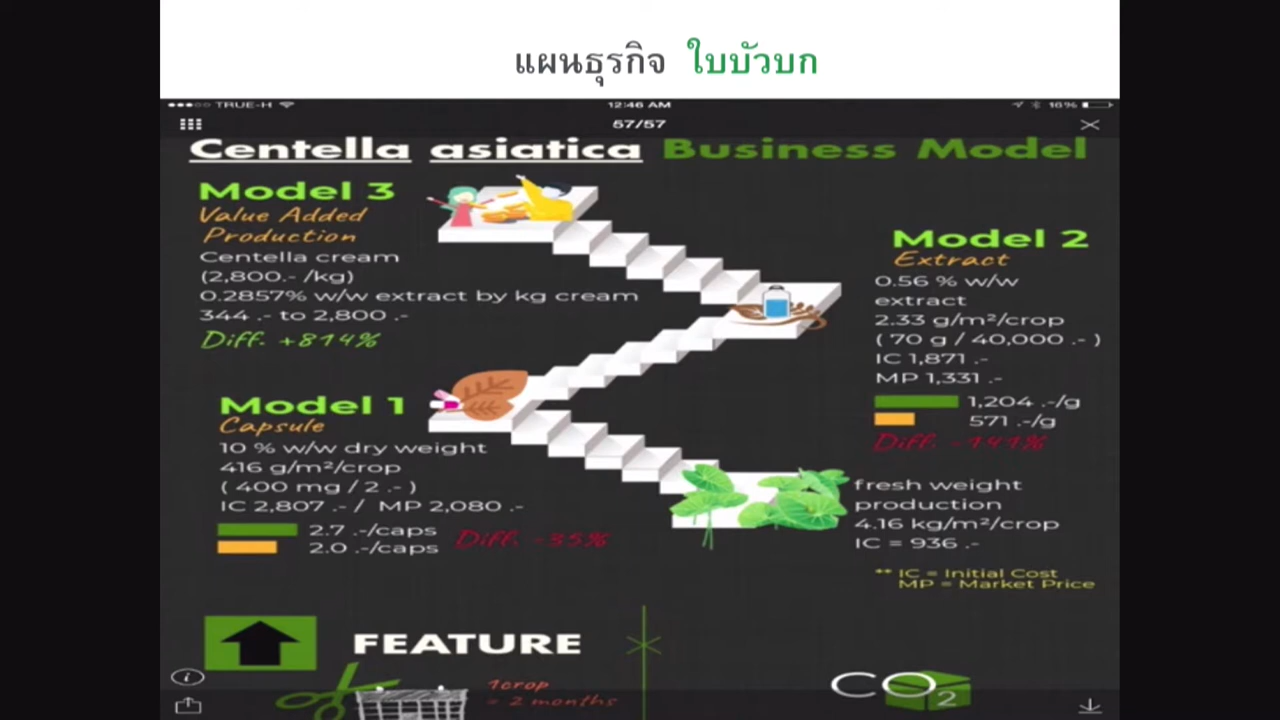 แผนธุรกิจ ใบบัวบก
TRUE-H 12:46 AM 16%
57/57
Centella asiatica Business Model
Model 3
Value Added
Production
Centella cream
(2,800.- /kg)
0.2857% w/w extract by kg cream
344 .- to 2,800 .-
Diff. +814%
Model 2
Extract
0.56 % w/w
extract
2.33 g/m²/crop
( 70 g / 40,000 .- )
IC 1,871 .-
MP 1,331 .-
1,204 .-/g
571 .-/g
Diff. -141%
Model 1
Capsule
10 % w/w dry weight
416 g/m²/crop
( 400 mg / 2 .- )
IC 2,807 .- / MP 2,080 .-
2.7 .-/caps
2.0 .-/caps
Diff. -35%
fresh weight
production
4.16 kg/m²/crop
IC = 936 .-
** IC = Initial Cost
MP = Market Price
FEATURE
1crop
= 2 months
CO2